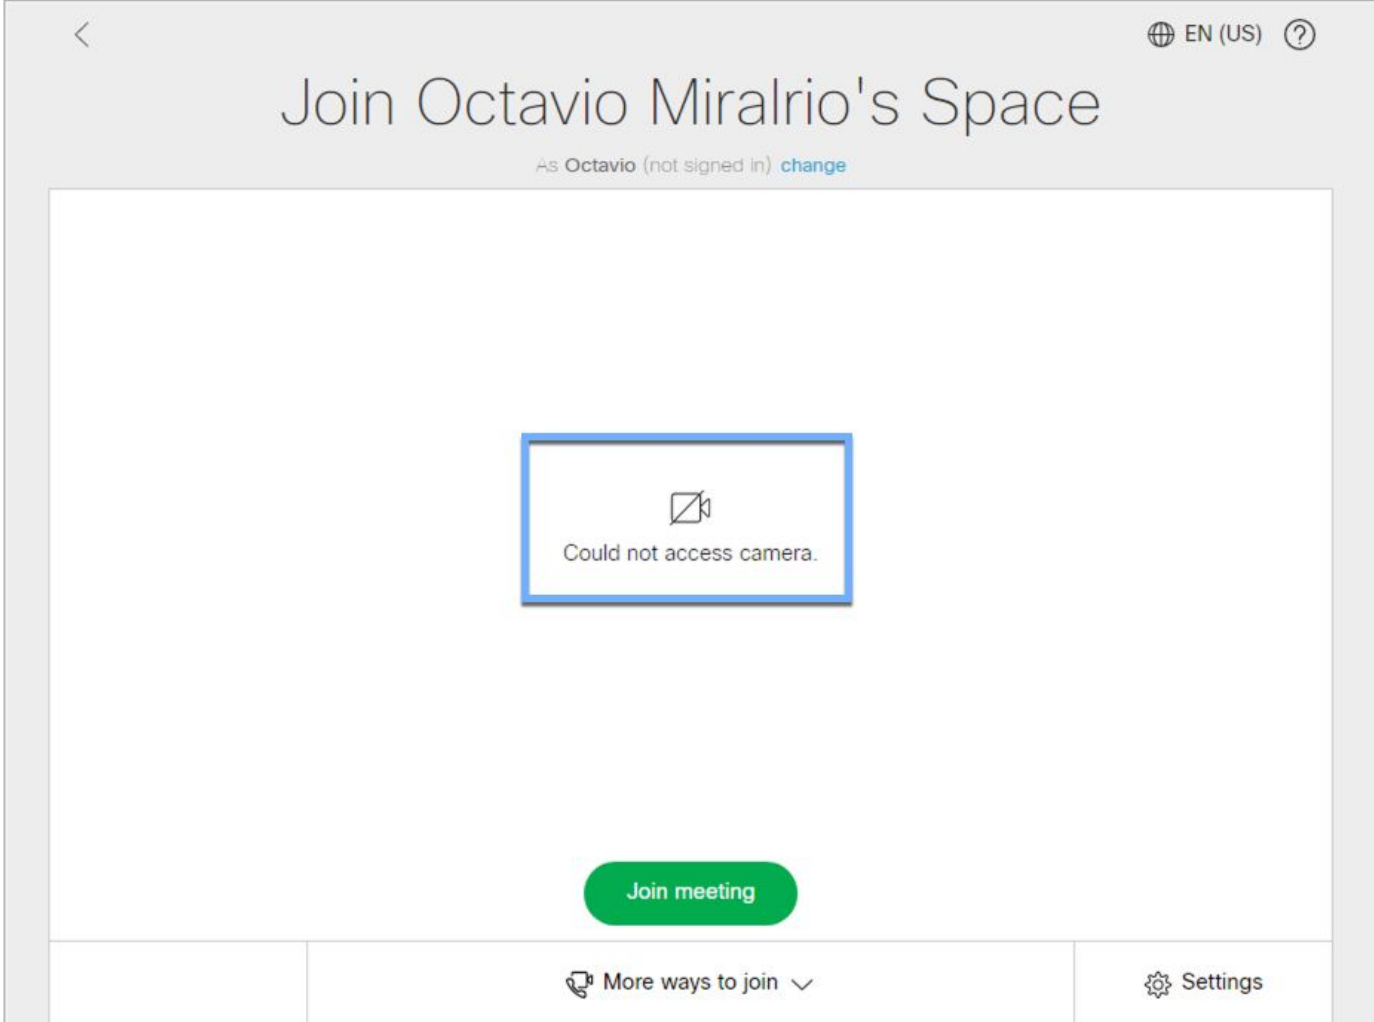 EN (US)
Join Octavio Miralrio's Space
As Octavio (not signed in) change
Could not access camera.
Join meeting
More ways to join
Settings